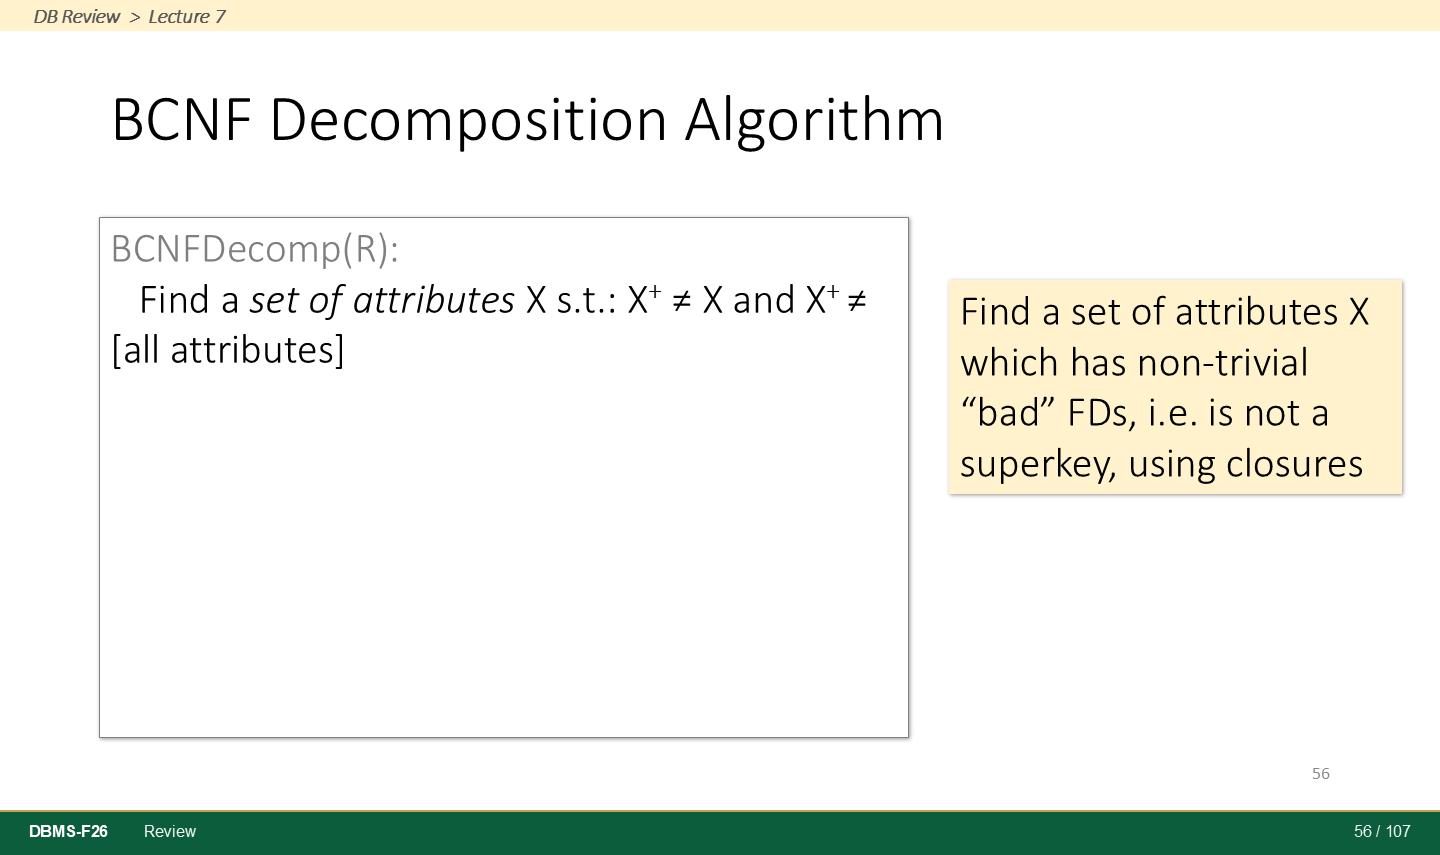 DB Review > Lecture 7
BCNF Decomposition Algorithm
BCNFDecomp(R):
Find a set of attributes X s.t.: X⁺ ≠ X and X⁺ ≠
[all attributes]
Find a set of attributes X
which has non-trivial
“bad” FDs, i.e. is not a
superkey, using closures
56
DBMS-F26 Review 56 / 107